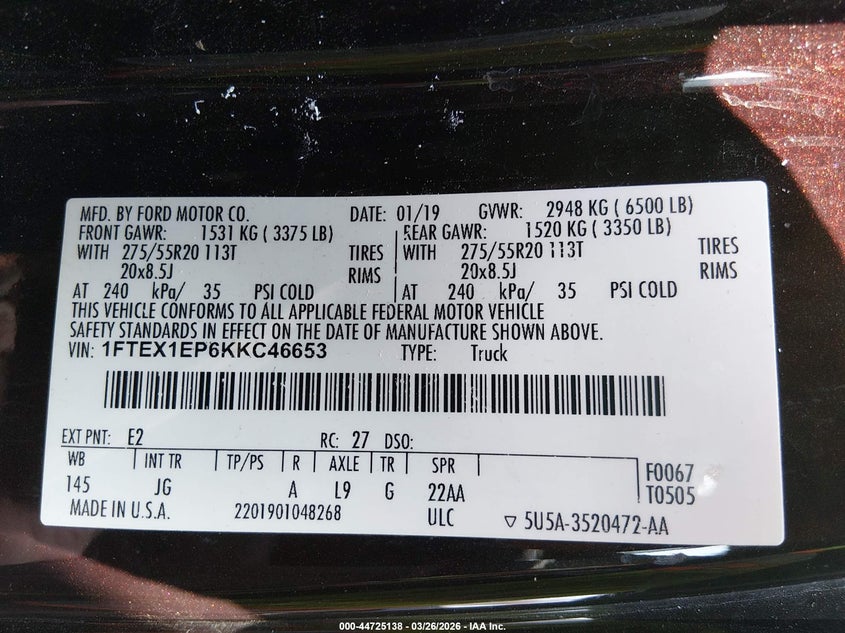 MFD. BY FORD MOTOR CO. DATE: 01/19 GVWR: 2948 KG ( 6500 LB)
FRONT GAWR: 1531 KG ( 3375 LB) REAR GAWR: 1520 KG ( 3350 LB)
WITH 275/55R20 113T TIRES WITH 275/55R20 113T TIRES
20x8.5J RIMS 20x8.5J RIMS
AT 240 kPa/ 35 PSI COLD AT 240 kPa/ 35 PSI COLD
THIS VEHICLE CONFORMS TO ALL APPLICABLE FEDERAL MOTOR VEHICLE
SAFETY STANDARDS IN EFFECT ON THE DATE OF MANUFACTURE SHOWN ABOVE.
VIN: 1FTEX1EP6KKC46653 TYPE: Truck
EXT PNT: E2 RC: 27 DSO:
WB INT TR TP/PS R AXLE TR SPR F0067
145 JG A L9 G 22AA T0505
MADE IN U.S.A. 2201901048268 ULC ▽ 5U5A-3520472-AA
000-44725138 - 03/26/2026 - IAA Inc.